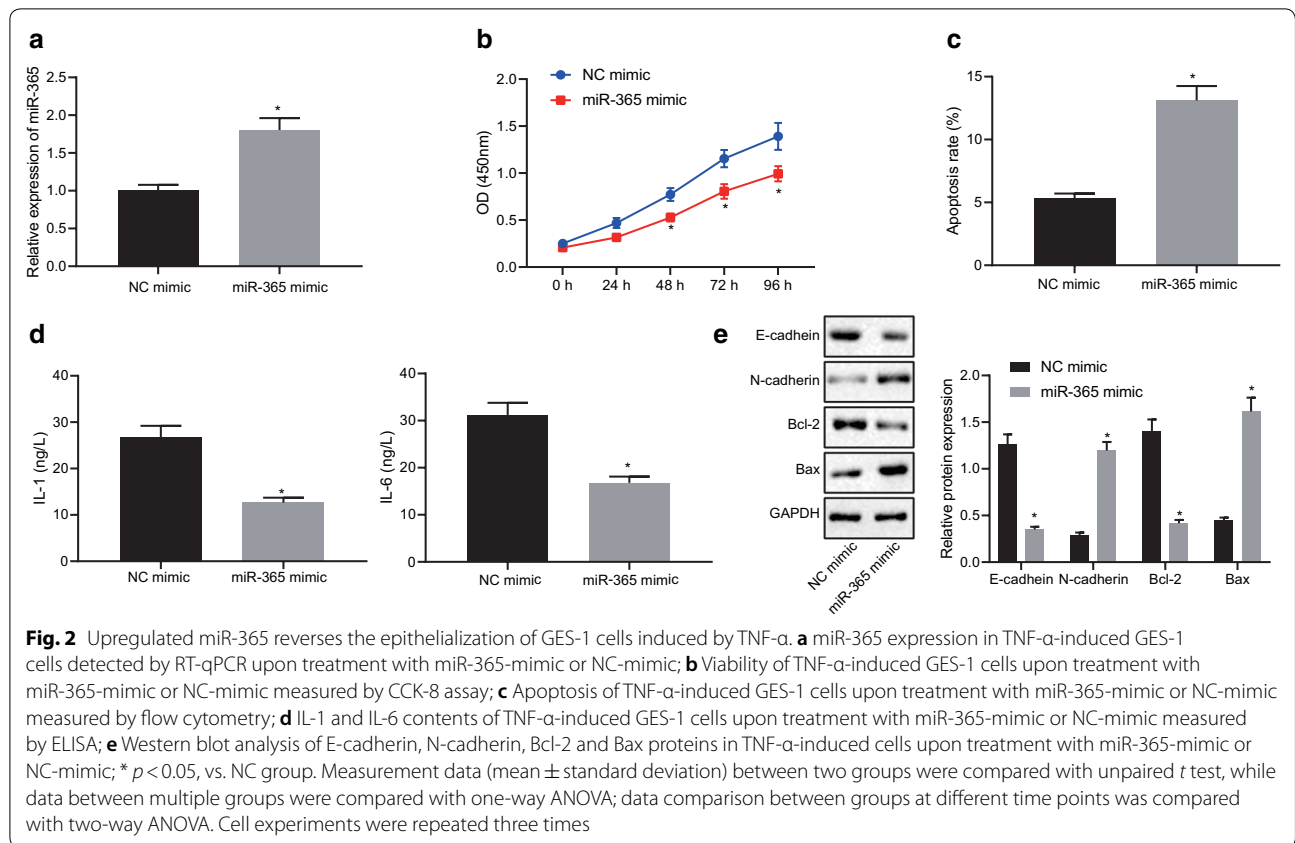 a
Relative expression of miR-365
2.5
2.0
1.5
1.0
0.5
0.0
NC mimic
miR-365 mimic
*
b
NC mimic
miR-365 mimic
OD (450nm)
2.0
1.5
1.0
0.5
0.0
0 h
24 h
48 h
72 h
96 h
*
*
*
c
Apoptosis rate (%)
15
10
5
0
NC mimic
miR-365 mimic
*
d
IL-1 (ng/L)
40
30
20
10
0
NC mimic
miR-365 mimic
*
IL-6 (ng/L)
40
30
20
10
0
NC mimic
miR-365 mimic
*
e
E-cadhein
N-cadherin
Bcl-2
Bax
GAPDH
NC mimic
miR-365 mimic
NC mimic
miR-365 mimic
Relative protein expression
2.0
1.5
1.0
0.5
0.0
*
*
*
*
E-cadhein
N-cadherin
Bcl-2
Bax
Fig. 2 Upregulated miR-365 reverses the epithelialization of GES-1 cells induced by TNF-α. a miR-365 expression in TNF-α-induced GES-1
cells detected by RT-qPCR upon treatment with miR-365-mimic or NC-mimic; b Viability of TNF-α-induced GES-1 cells upon treatment with
miR-365-mimic or NC-mimic measured by CCK-8 assay; c Apoptosis of TNF-α-induced GES-1 cells upon treatment with miR-365-mimic or NC-mimic
measured by flow cytometry; d IL-1 and IL-6 contents of TNF-α-induced GES-1 cells upon treatment with miR-365-mimic or NC-mimic measured
by ELISA; e Western blot analysis of E-cadherin, N-cadherin, Bcl-2 and Bax proteins in TNF-α-induced cells upon treatment with miR-365-mimic or
NC-mimic; * p < 0.05, vs. NC group. Measurement data (mean ± standard deviation) between two groups were compared with unpaired t test, while
data between multiple groups were compared with one-way ANOVA; data comparison between groups at different time points was compared
with two-way ANOVA. Cell experiments were repeated three times